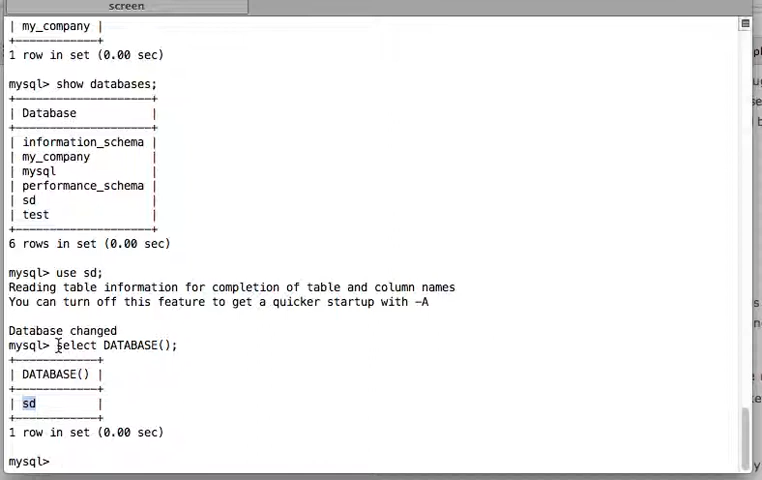 screen
| my_company |
+------------+
1 row in set (0.00 sec)
mysql> show databases;
+--------------------+
| Database           |
+--------------------+
| information_schema |
| my_company         |
| mysql              |
| performance_schema |
| sd                 |
| test               |
+--------------------+
6 rows in set (0.00 sec)
mysql> use sd;
Reading table information for completion of table and column names
You can turn off this feature to get a quicker startup with -A
Database changed
mysql> select DATABASE();
+------------+
| DATABASE() |
+------------+
| sd         |
+------------+
1 row in set (0.00 sec)
mysql>